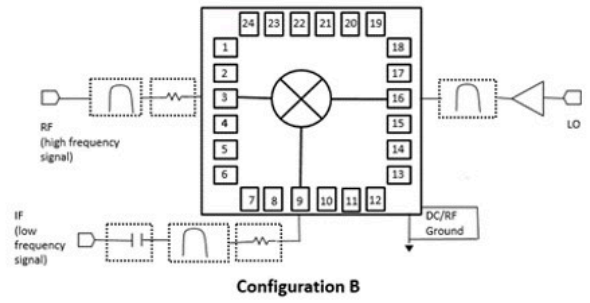 24 23 22 21 20 19
1
2
3
4
5
6
18
17
16
15
14
13
7 8 9 10 11 12
RF
(high frequency
signal)
LO
IF
(low
frequency
signal)
DC/RF
Ground
Configuration B